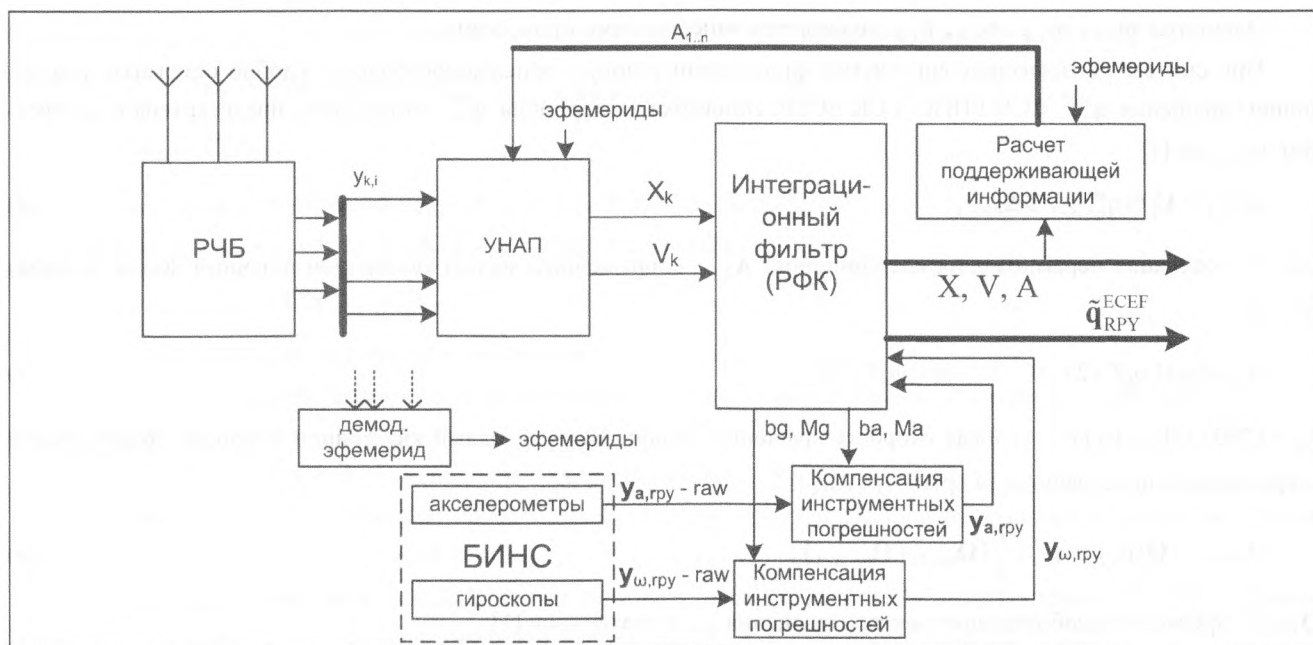 A1..n
эфемериды
эфемериды
Расчет
поддерживающей
информации
РЧБ
yk,i
УНАП
Xk
Vk
Интеграци-
онный
фильтр
(РФК)
X, V, A
q̃ ECEF RPY
демод.
эфемерид
эфемериды
bg, Mg
ba, Ma
БИНС
акселерометры
гироскопы
ya,rpy - raw
yω,rpy - raw
Компенсация
инструментных
погрешностей
ya,rpy
Компенсация
инструментных
погрешностей
yω,rpy